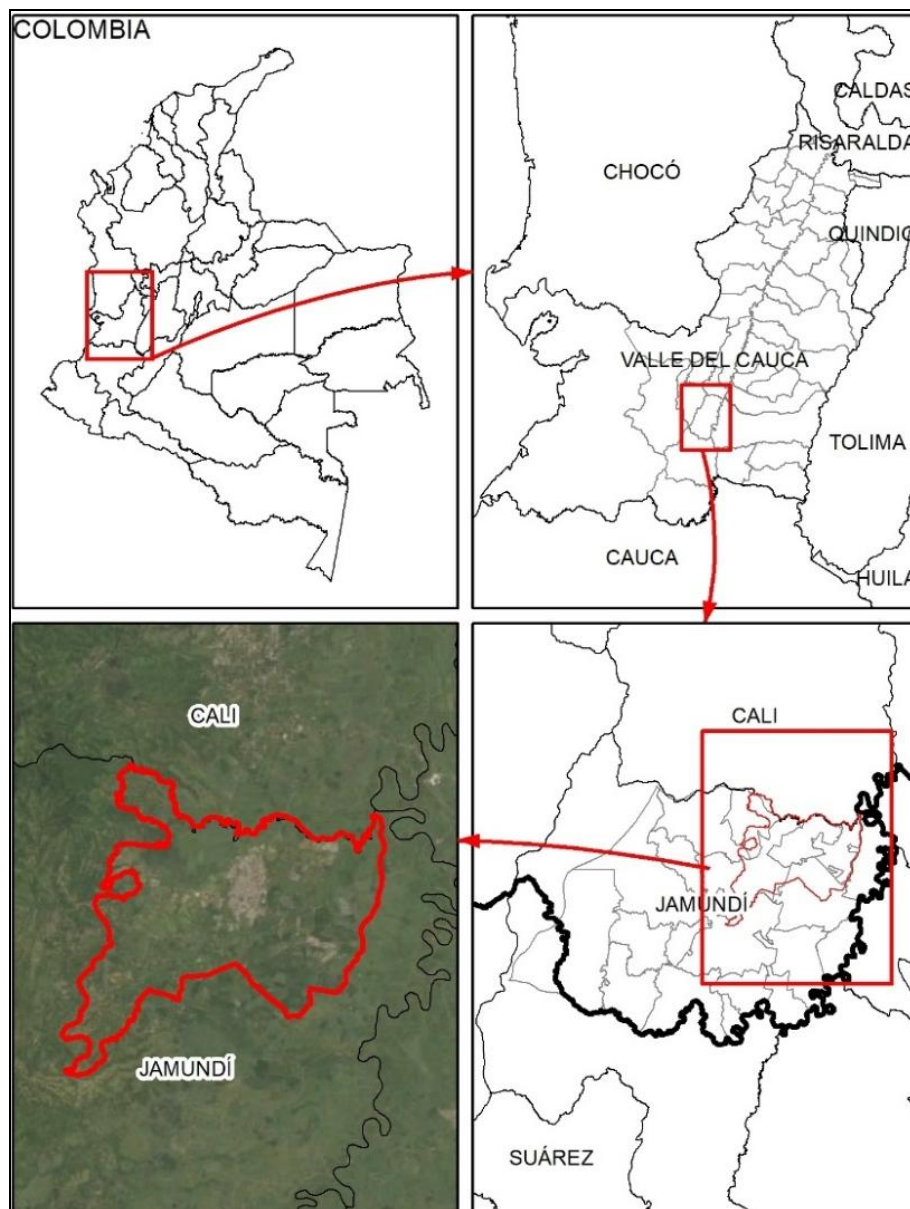 COLOMBIA
CALDAS
RISARALDA
CHOCÓ
QUINDIO
VALLE DEL CAUCA
TOLIMA
CAUCA
HUILA
CALI
JAMUNDÍ
CALI
JAMUNDÍ
SUÁREZ